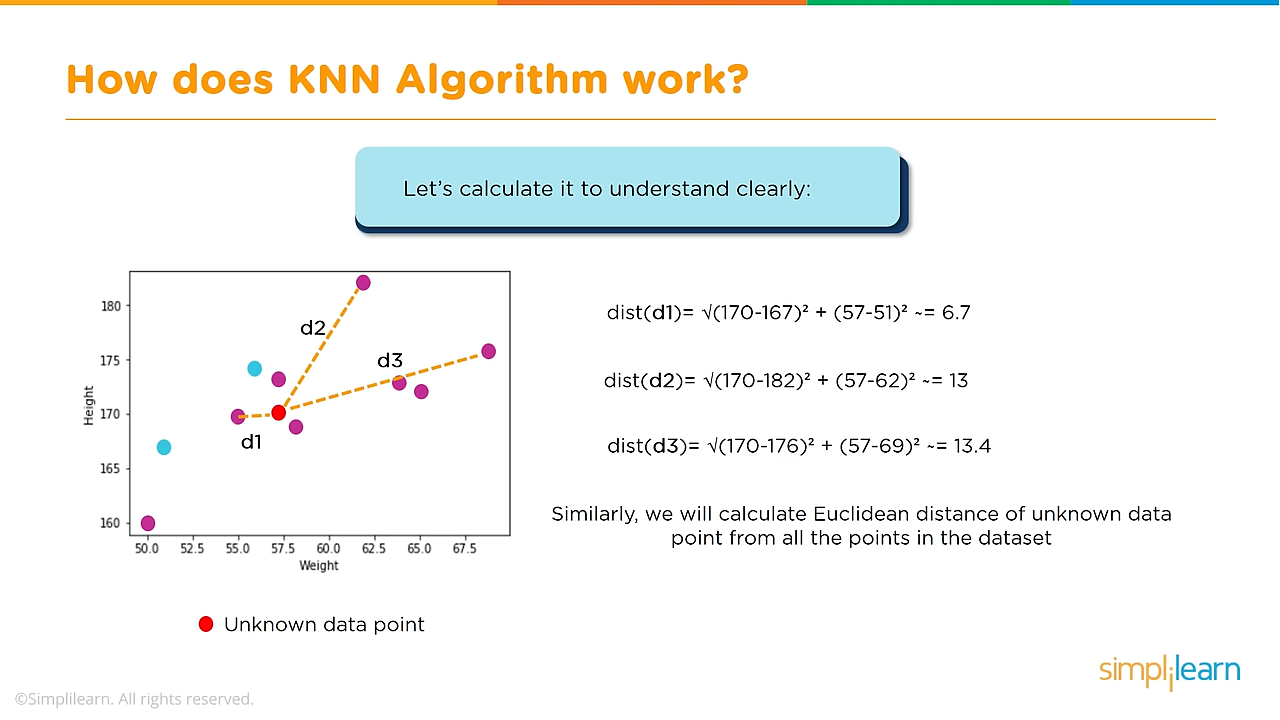 How does KNN Algorithm work?
Let's calculate it to understand clearly:
180
175
170
165
160
Height
d2
d3
d1
50.0 52.5 55.0 57.5 60.0 62.5 65.0 67.5
Weight
Unknown data point
dist(d1)= √(170-167)² + (57-51)² ~= 6.7
dist(d2)= √(170-182)² + (57-62)² ~= 13
dist(d3)= √(170-176)² + (57-69)² ~= 13.4
Similarly, we will calculate Euclidean distance of unknown data
point from all the points in the dataset
simplilearn
©Simplilearn. All rights reserved.